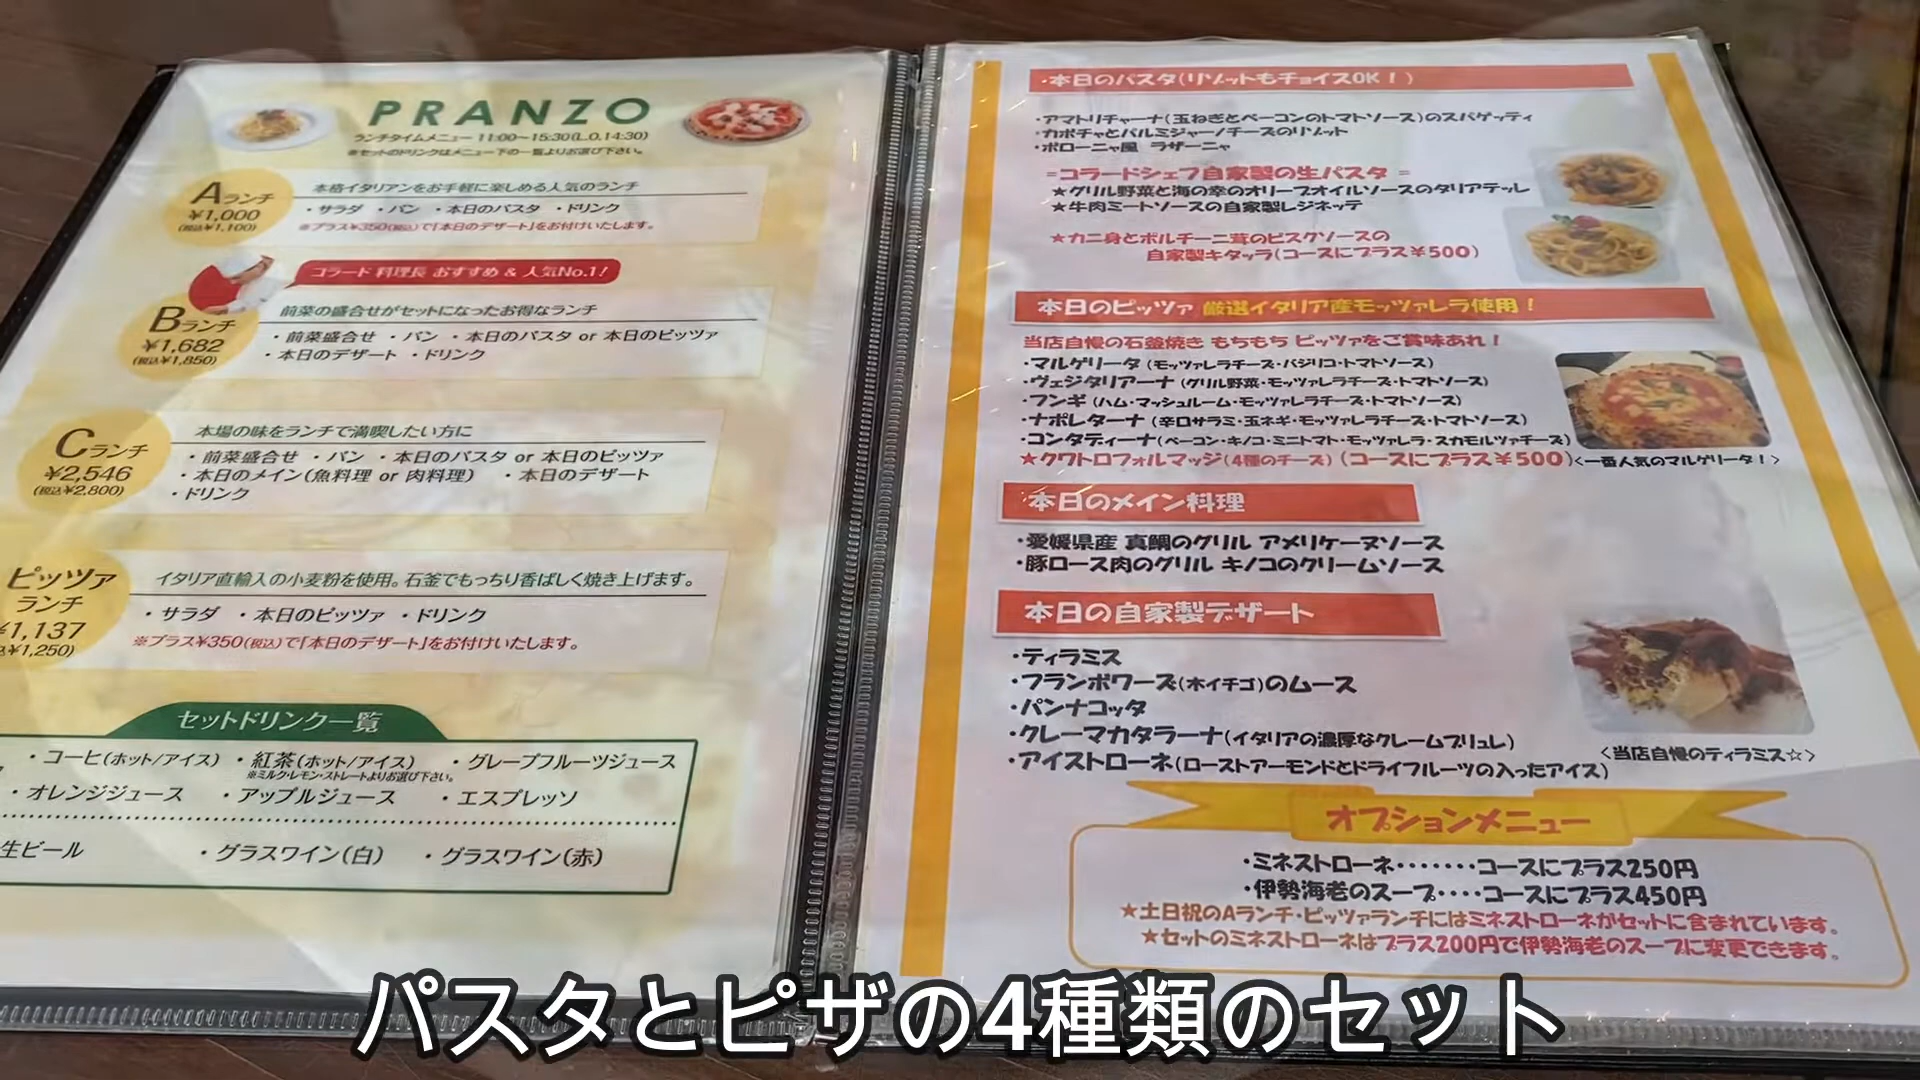 PRANZO
ランチタイムメニュー 11:00~15:30(L.O.14:30)
※セットのドリンクはメニュー下の一覧よりお選び下さい。
Aランチ
¥1,000
(税込¥1,100)
本格イタリアンをお手軽に楽しめる人気のランチ
・サラダ ・パン ・本日のパスタ ・ドリンク
※プラス¥350(税込)で「本日のデザート」をお付けいたします。
コラード 料理長 おすすめ & 人気No.1!
Bランチ
¥1,682
(税込¥1,850)
前菜の盛合せがセットになったお得なランチ
・前菜盛合せ ・パン ・本日のパスタ or 本日のピッツァ
・本日のデザート ・ドリンク
Cランチ
¥2,546
(税込¥2,800)
本場の味をランチで満喫したい方に
・前菜盛合せ ・パン ・本日のパスタ or 本日のピッツァ
・本日のメイン(魚料理 or 肉料理) ・本日のデザート
・ドリンク
ピッツァ
ランチ
¥1,137
¥1,250)
イタリア直輸入の小麦粉を使用。石釜でもっちり香ばしく焼き上げます。
・サラダ ・本日のピッツァ ・ドリンク
※プラス¥350(税込)で「本日のデザート」をお付けいたします。
セットドリンク一覧
・コーヒ(ホット/アイス) ・紅茶(ホット/アイス) ・グレープフルーツジュース
※ミルク・レモン・ストレートよりお選び下さい。
・オレンジジュース ・アップルジュース ・エスプレッソ
生ビール ・グラスワイン(白) ・グラスワイン(赤)
・本日のパスタ(リゾットもチョイスOK!)
・アマトリチャーナ(玉ねぎとベーコンのトマトソース)のスパゲッティ
・カボチャとパルミジャーノチーズのリゾット
・ボローニャ風 ラザーニャ
=コラードシェフ自家製の生パスタ =
★グリル野菜と海の幸のオリーブオイルソースのタリアテッレ
★牛肉ミートソースの自家製レジネッテ
★カニ身とポルチーニ茸のビスクソースの
自家製キタッラ(コースにプラス¥500)
本日のピッツァ 厳選イタリア産モッツァレラ使用!
当店自慢の石釜焼き もちもち ピッツァをご賞味あれ!
・マルゲリータ(モッツァレラチーズ・バジリコ・トマトソース)
・ヴェジタリアーナ(グリル野菜・モッツァレラチーズ・トマトソース)
・フンギ(ハム・マッシュルーム・モッツァレラチーズ・トマトソース)
・ナポレターナ(辛口サラミ・玉ネギ・モッツァレラチーズ・トマトソース)
・コンタディーナ(ベーコン・キノコ・ミニトマト・モッツァレラ・スカモルツァチーズ)
★クワトロフォルマッジ(4種のチーズ)(コースにプラス¥500)<一番人気のマルゲリータ!>
本日のメイン料理
・愛媛県産 真鯛のグリル アメリケーヌソース
・豚ロース肉のグリル キノコのクリームソース
本日の自家製デザート
・ティラミス
・フランボワーズ(木イチゴ)のムース
・パンナコッタ
・クレーマカタラーナ(イタリアの濃厚なクレームブリュレ)
・アイストローネ(ローストアーモンドとドライフルーツの入ったアイス)
<当店自慢のティラミス☆>
オプションメニュー
・ミネストローネ・・・・・・・コースにプラス250円
・伊勢海老のスープ・・・・コースにプラス450円
★土日祝のAランチ・ピッツァランチにはミネストローネがセットに含まれています。
★セットのミネストローネはプラス200円で伊勢海老のスープに変更できます。
パスタとピザの4種類のセット